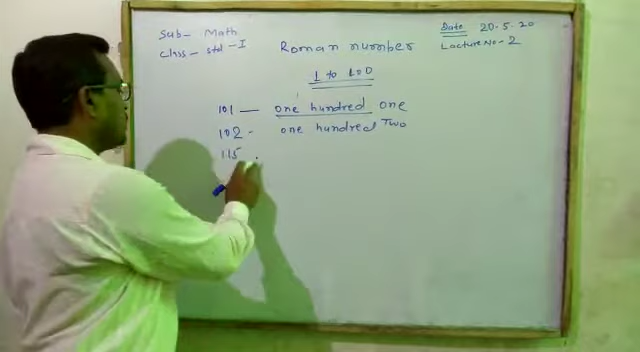 Sub- Math
Class- Std-I
Roman number
Date 20-5-20
Lacture No-2
1 to 100
101 — one hundred one
102 - one hundred Two
115 -